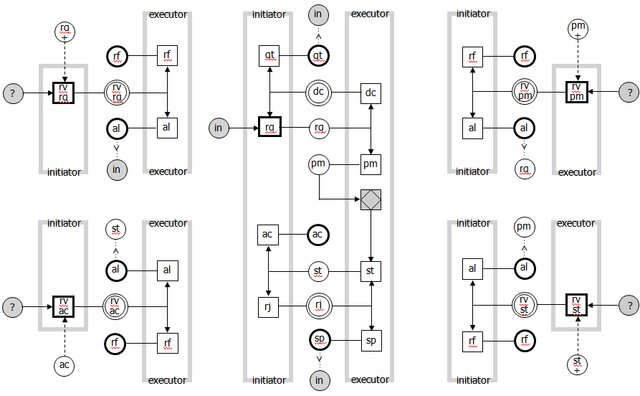 executor
rq
+
rf
rf
?
rv
rq
rv
rq
al
al
initiator
in
executor
initiator
in
executor
qt
qt
dc
dc
in
rq
rq
pm
pm
ac
ac
st
st
rj
rj
sp
sp
initiator
in
executor
initiator
pm
+
rf
rf
rv
pm
rv
pm
?
al
al
initiator
rq
executor
initiator
st
executor
al
al
?
rv
ac
rv
ac
rf
rf
ac
executor
initiator
pm
executor
al
al
rv
st
rv
st
?
rf
rf
st
+
initiator
executor